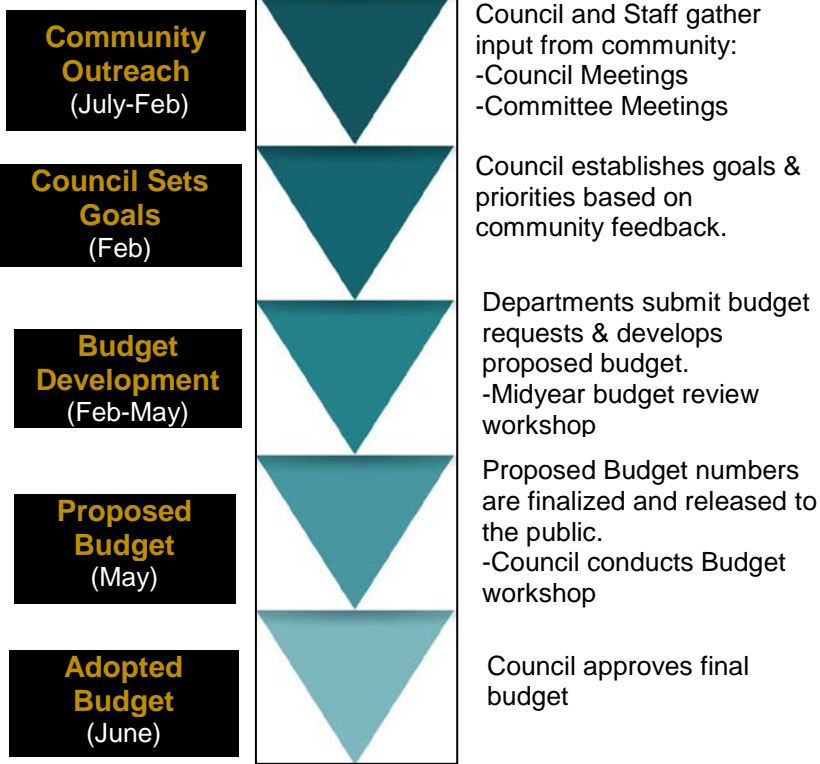 Community
Outreach
(July-Feb)
Council and Staff gather
input from community:
-Council Meetings
-Committee Meetings
Council Sets
Goals
(Feb)
Council establishes goals &
priorities based on
community feedback.
Budget
Development
(Feb-May)
Departments submit budget
requests & develops
proposed budget.
-Midyear budget review
workshop
Proposed
Budget
(May)
Proposed Budget numbers
are finalized and released to
the public.
-Council conducts Budget
workshop
Adopted
Budget
(June)
Council approves final
budget